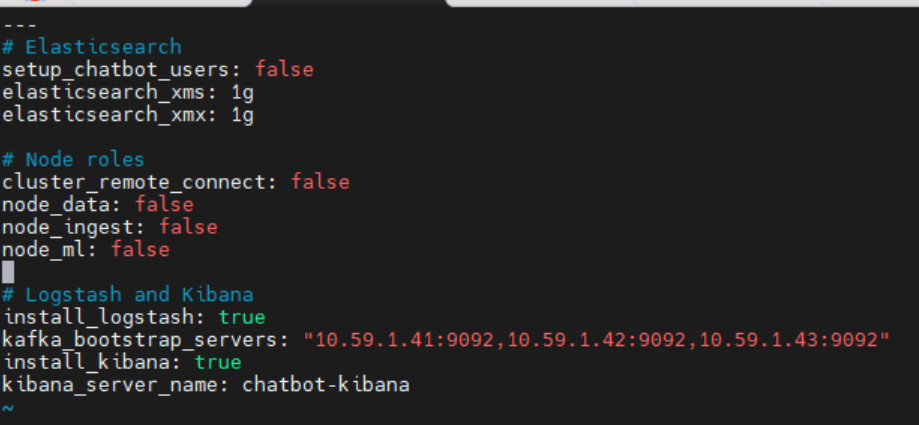 ---
# Elasticsearch
setup_chatbot_users: false
elasticsearch_xms: 1g
elasticsearch_xmx: 1g
# Node roles
cluster_remote_connect: false
node_data: false
node_ingest: false
node_ml: false
# Logstash and Kibana
install_logstash: true
kafka_bootstrap_servers: "10.59.1.41:9092,10.59.1.42:9092,10.59.1.43:9092"
install_kibana: true
kibana_server_name: chatbot-kibana
~